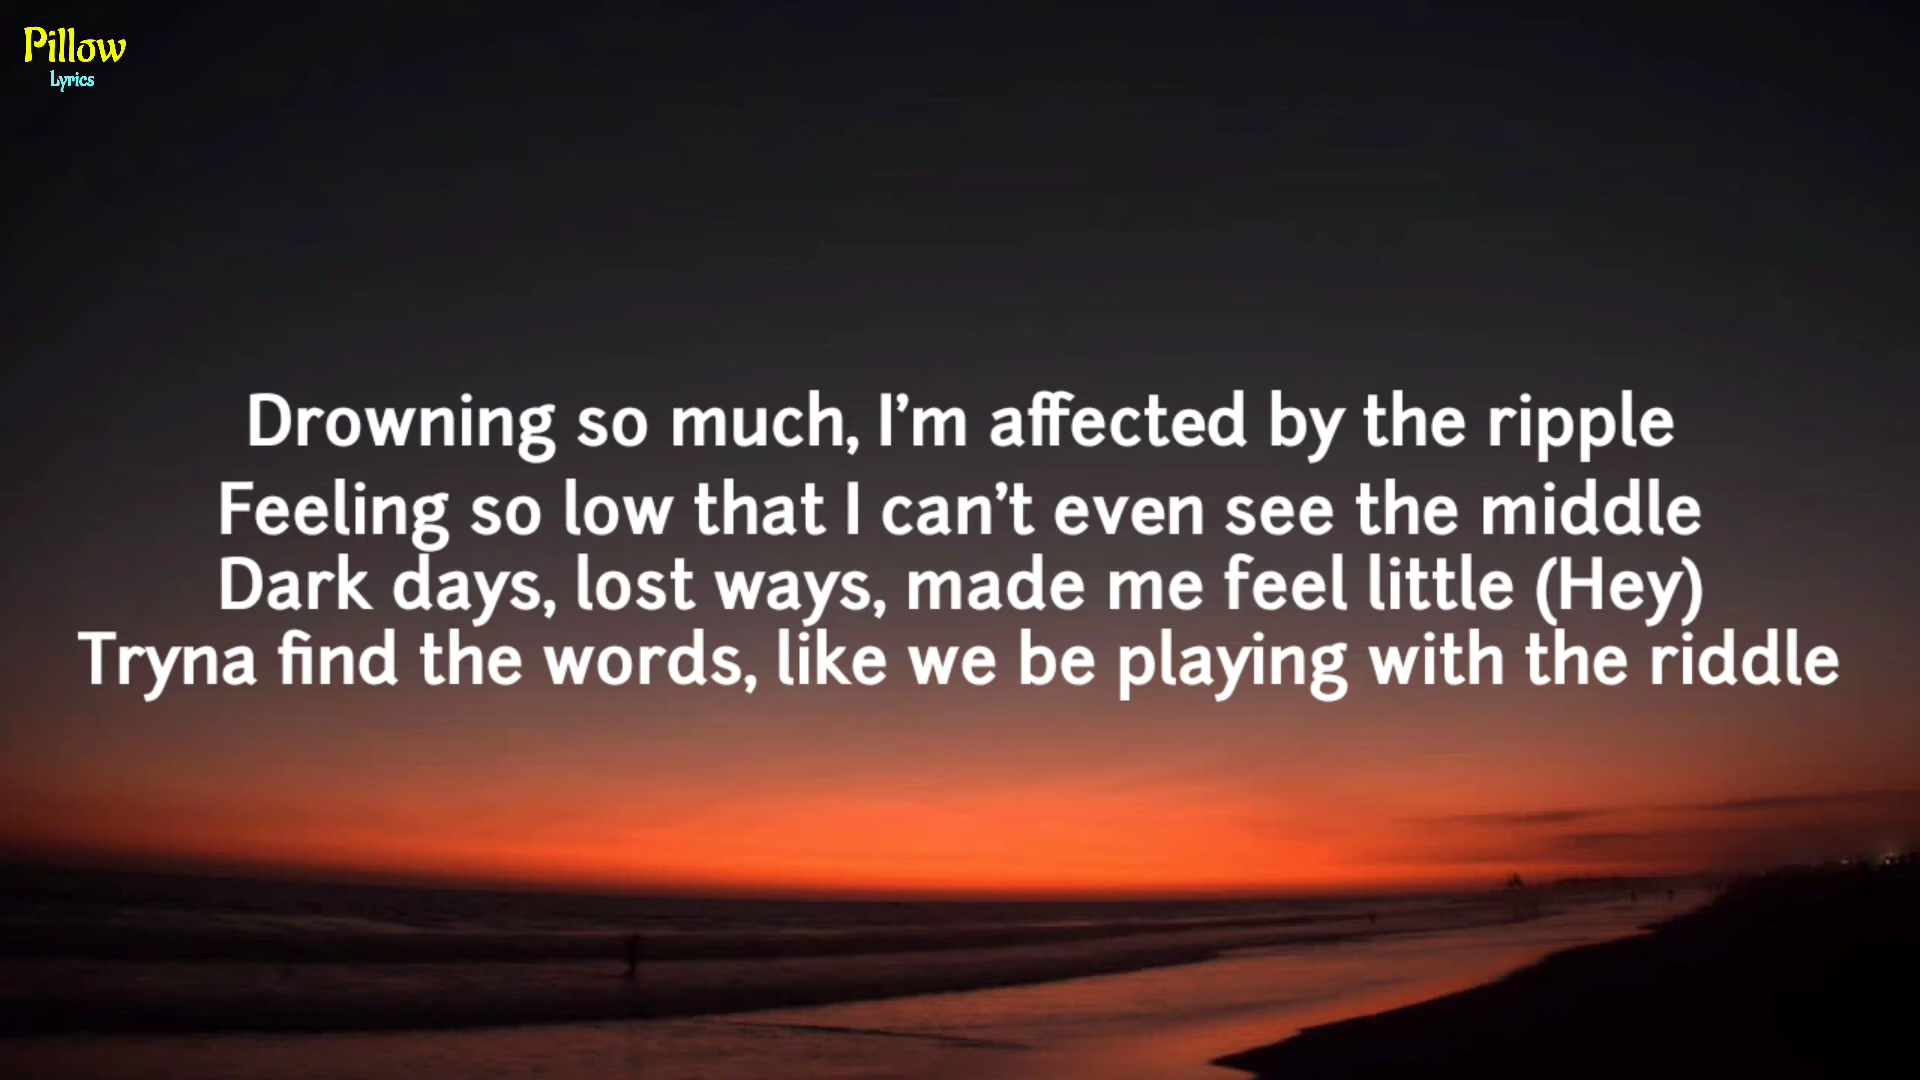 Pillow
Lyrics
Drowning so much, I’m affected by the ripple
Feeling so low that I can’t even see the middle
Dark days, lost ways, made me feel little (Hey)
Tryna find the words, like we be playing with the riddle